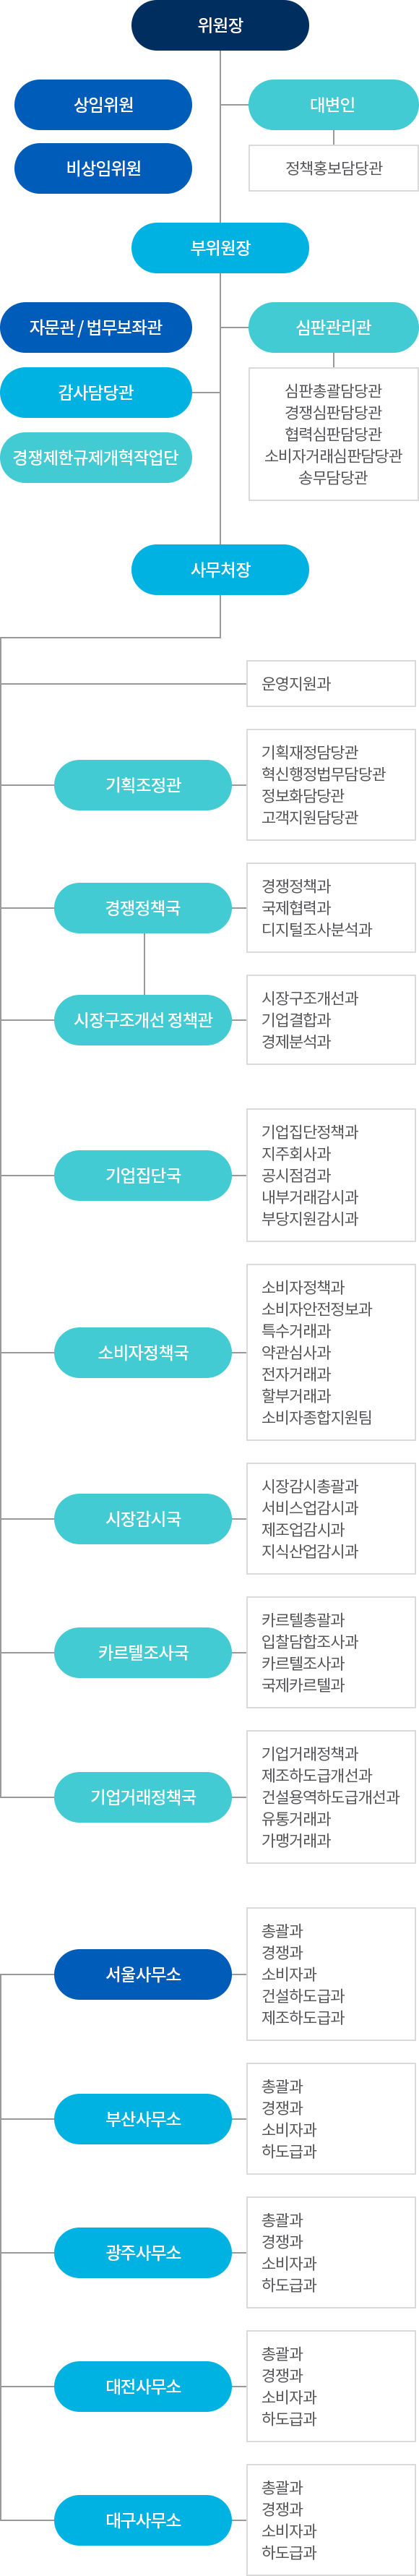 위원장
상임위원
대변인
비상임위원
정책홍보담당관
부위원장
자문관 / 법무보좌관
심판관리관
감사담당관
심판총괄담당관
경쟁심판담당관
협력심판담당관
소비자거래심판담당관
송무담당관
경쟁제한규제개혁작업단
사무처장
운영지원과
기획조정관
기획재정담당관
혁신행정법무담당관
정보화담당관
고객지원담당관
경쟁정책국
경쟁정책과
국제협력과
디지털조사분석과
시장구조개선 정책관
시장구조개선과
기업결합과
경제분석과
기업집단국
기업집단정책과
지주회사과
공시점검과
내부거래감시과
부당지원감시과
소비자정책국
소비자정책과
소비자안전정보과
특수거래과
약관심사과
전자거래과
할부거래과
소비자종합지원팀
시장감시국
시장감시총괄과
서비스업감시과
제조업감시과
지식산업감시과
카르텔조사국
카르텔총괄과
입찰담합조사과
카르텔조사과
국제카르텔과
기업거래정책국
기업거래정책과
제조하도급개선과
건설용역하도급개선과
유통거래과
가맹거래과
서울사무소
총괄과
경쟁과
소비자과
건설하도급과
제조하도급과
부산사무소
총괄과
경쟁과
소비자과
하도급과
광주사무소
총괄과
경쟁과
소비자과
하도급과
대전사무소
총괄과
경쟁과
소비자과
하도급과
대구사무소
총괄과
경쟁과
소비자과
하도급과